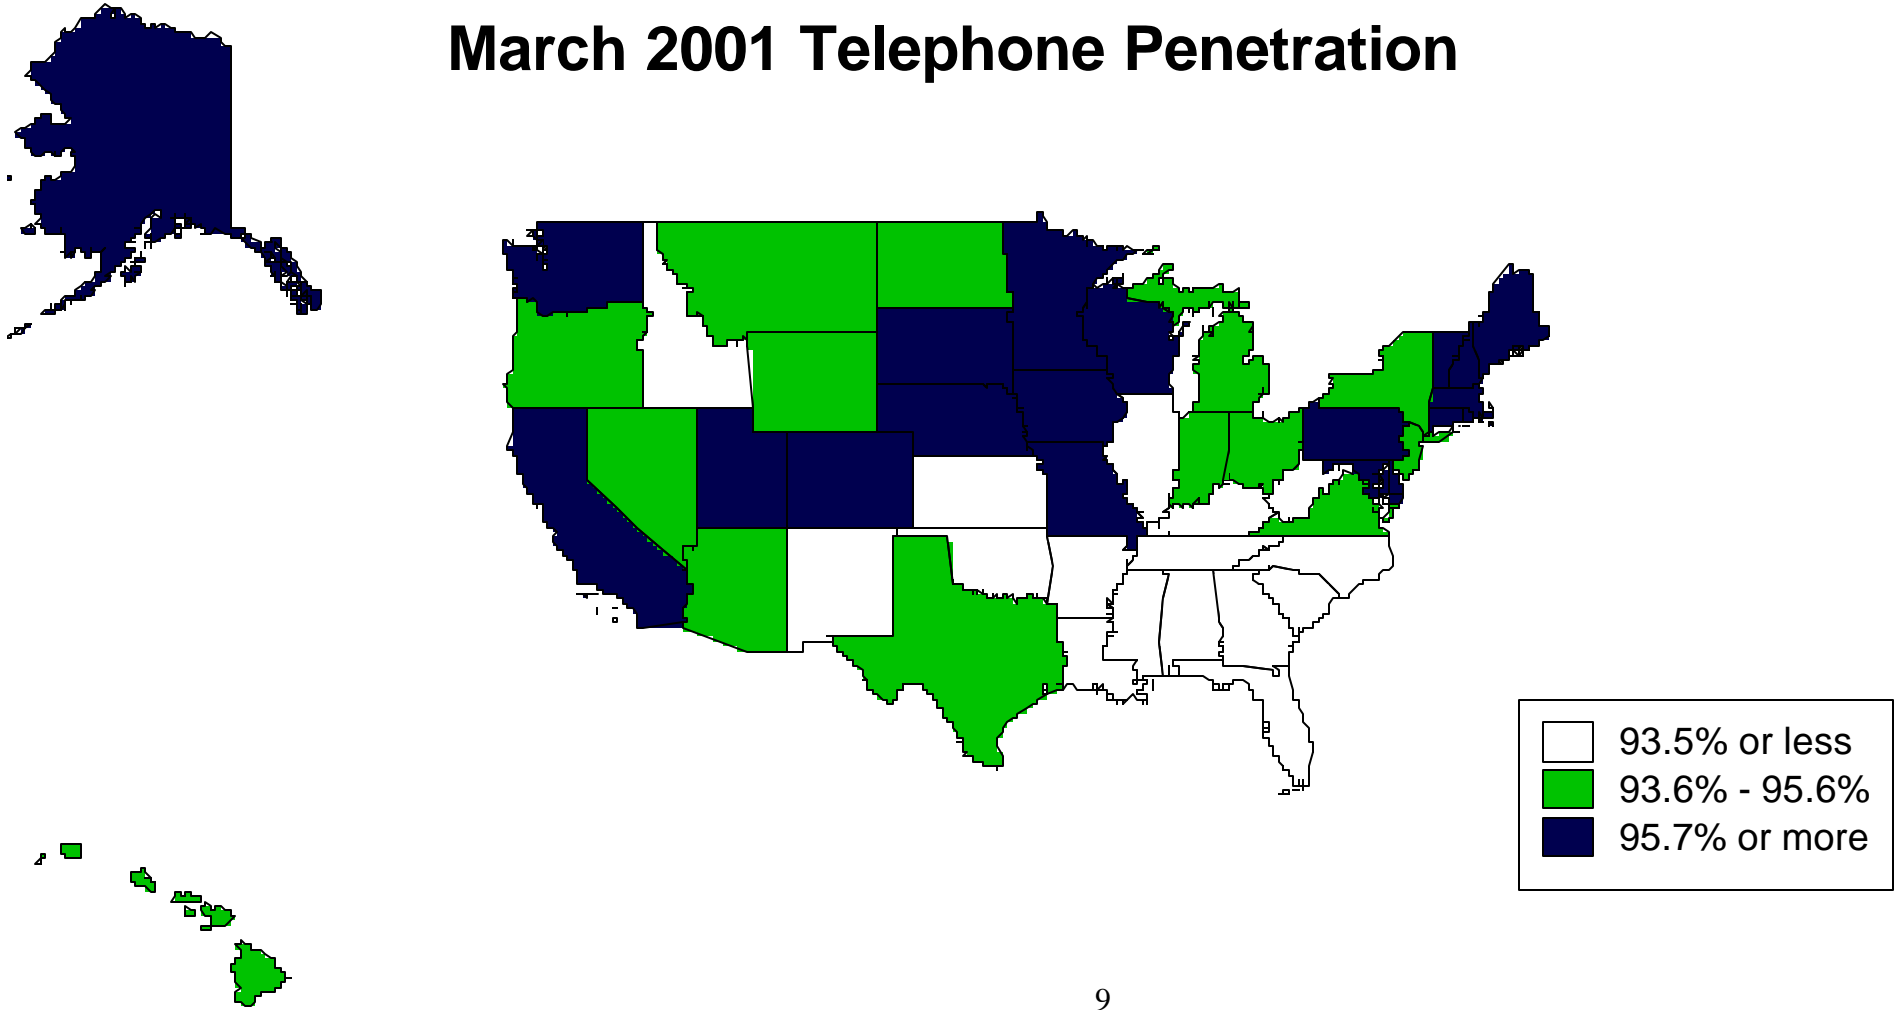 March 2001 Telephone Penetration
93.5% or less
93.6% - 95.6%
95.7% or more
9